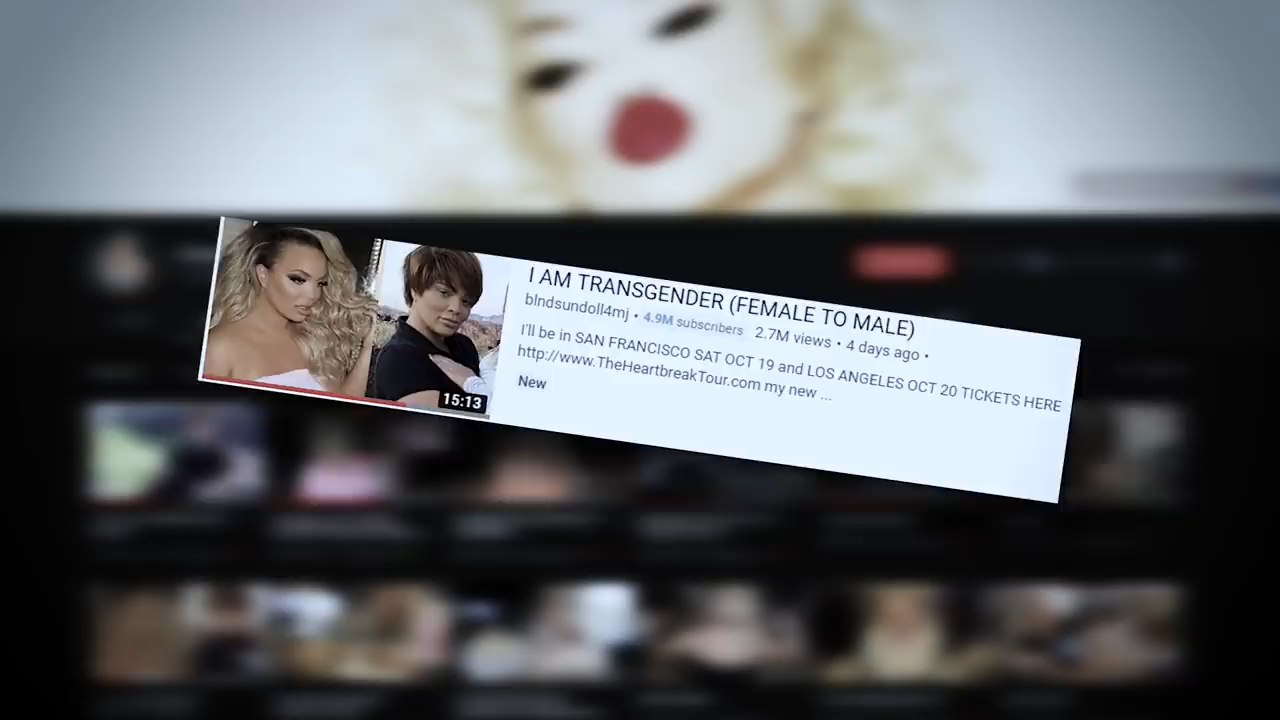 I AM TRANSGENDER (FEMALE TO MALE)
blndsundoll4mj • 4.9M subscribers 2.7M views • 4 days ago •
I'll be in SAN FRANCISCO SAT OCT 19 and LOS ANGELES OCT 20 TICKETS HERE
http://www.TheHeartbreakTour.com my new ...
New
15:13